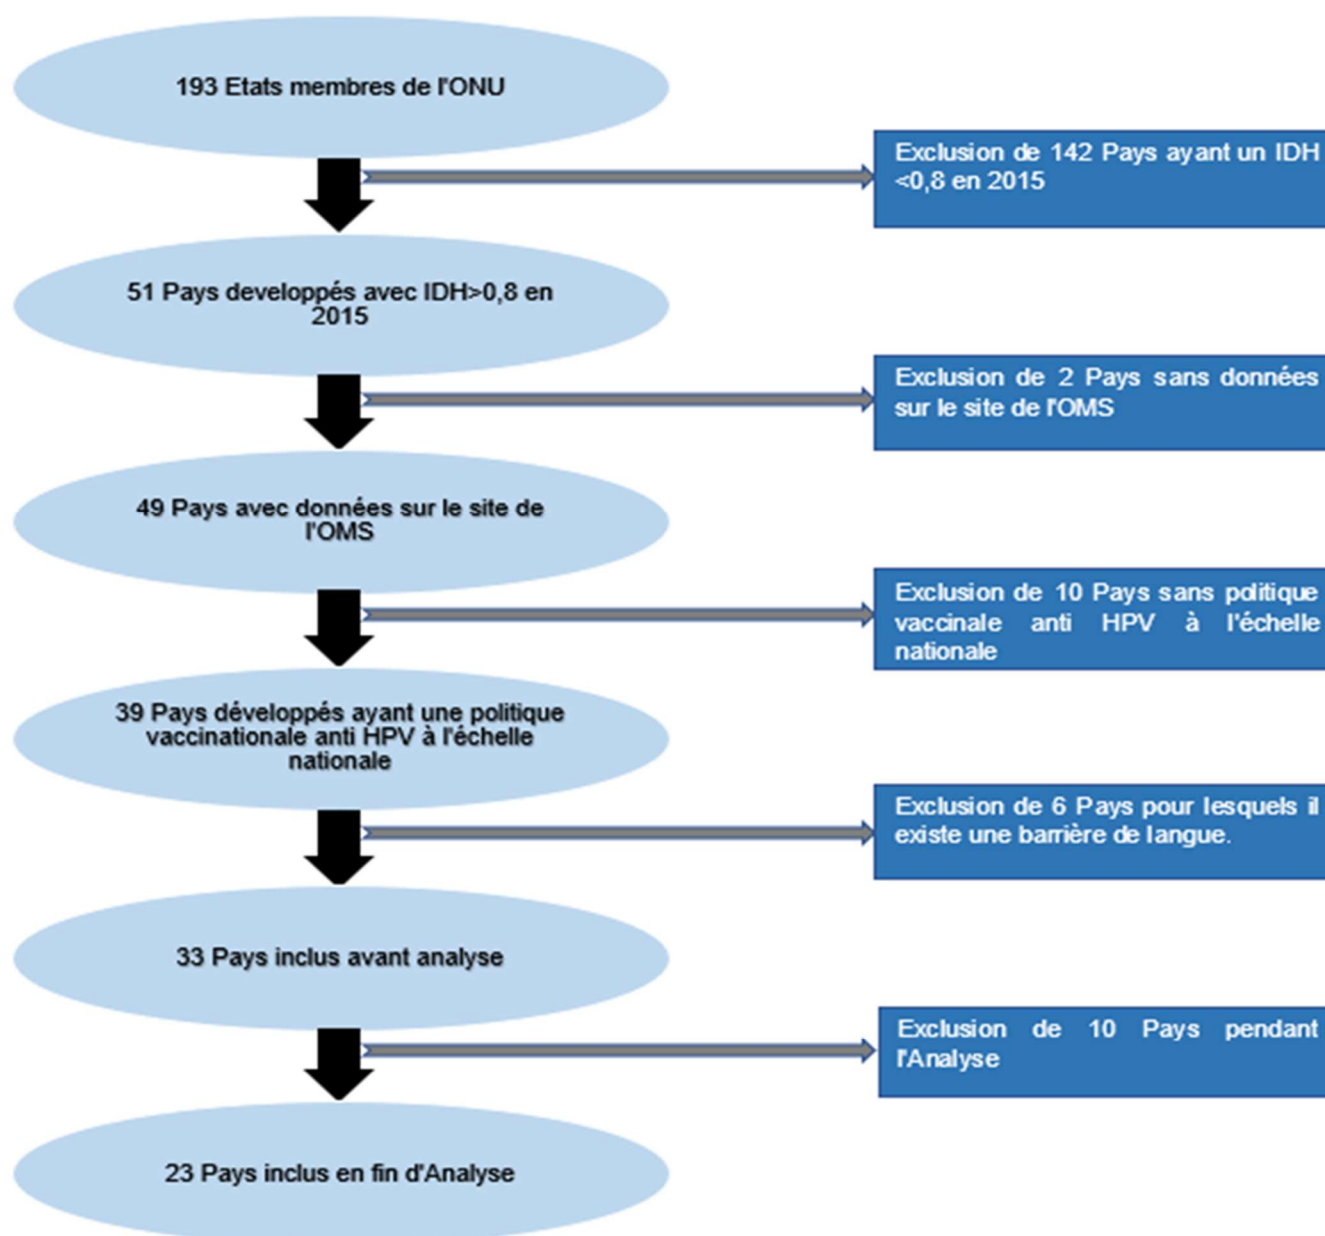 193 Etats membres de l'ONU
Exclusion de 142 Pays ayant un IDH
<0,8 en 2015
51 Pays developpés avec IDH>0,8 en
2015
Exclusion de 2 Pays sans données
sur le site de l'OMS
49 Pays avec données sur le site de
l'OMS
Exclusion de 10 Pays sans politique
vaccinale anti HPV à l'échelle
nationale
39 Pays développés ayant une politique
vaccinationale anti HPV à l'échelle
nationale
Exclusion de 6 Pays pour lesquels il
existe une barrière de langue.
33 Pays inclus avant analyse
Exclusion de 10 Pays pendant
l'Analyse
23 Pays inclus en fin d'Analyse